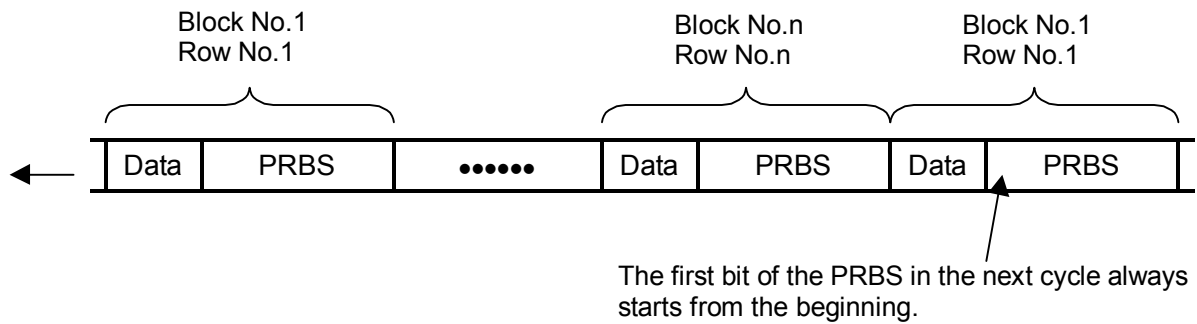 Block No.1
Row No.1
Block No.n
Row No.n
Block No.1
Row No.1
Data PRBS •••••• Data PRBS Data PRBS
The first bit of the PRBS in the next cycle always
starts from the beginning.